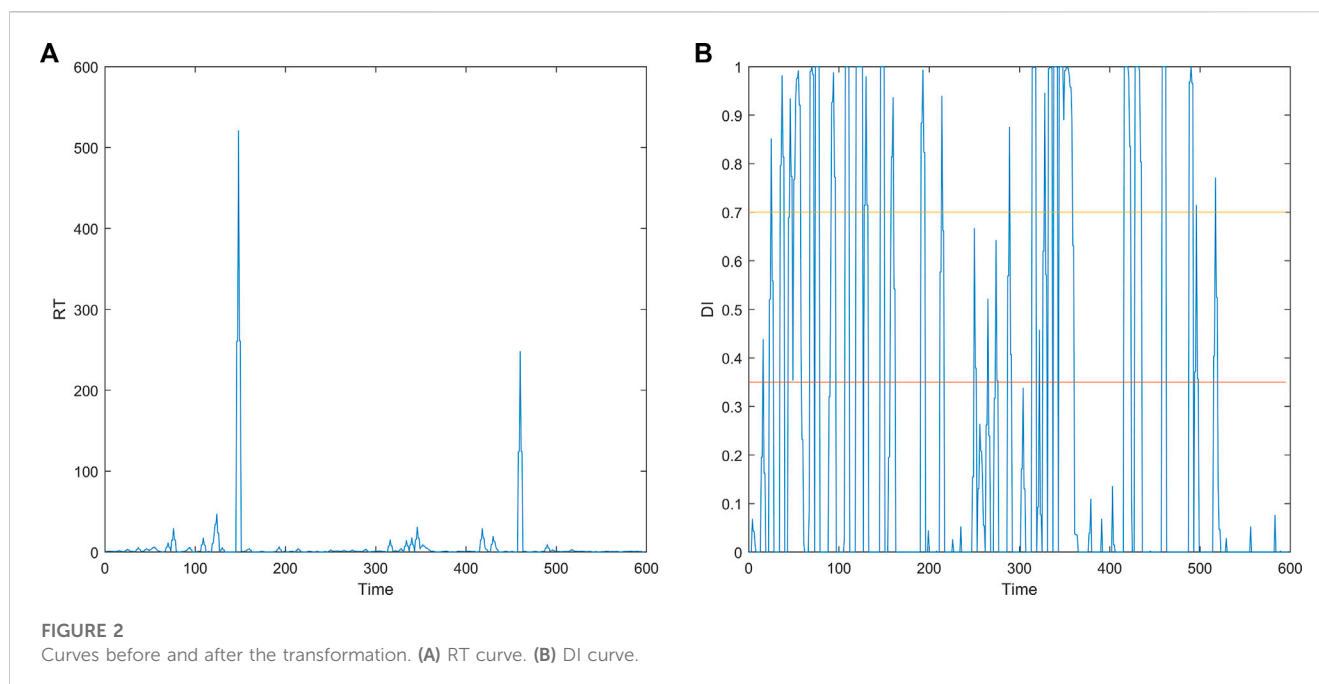 A
B
600
500
400
300
200
100
0
RT
0 100 200 300 400 500 600
Time
1
0.9
0.8
0.7
0.6
0.5
0.4
0.3
0.2
0.1
0
DI
0 100 200 300 400 500 600
Time
FIGURE 2
Curves before and after the transformation. (A) RT curve. (B) DI curve.